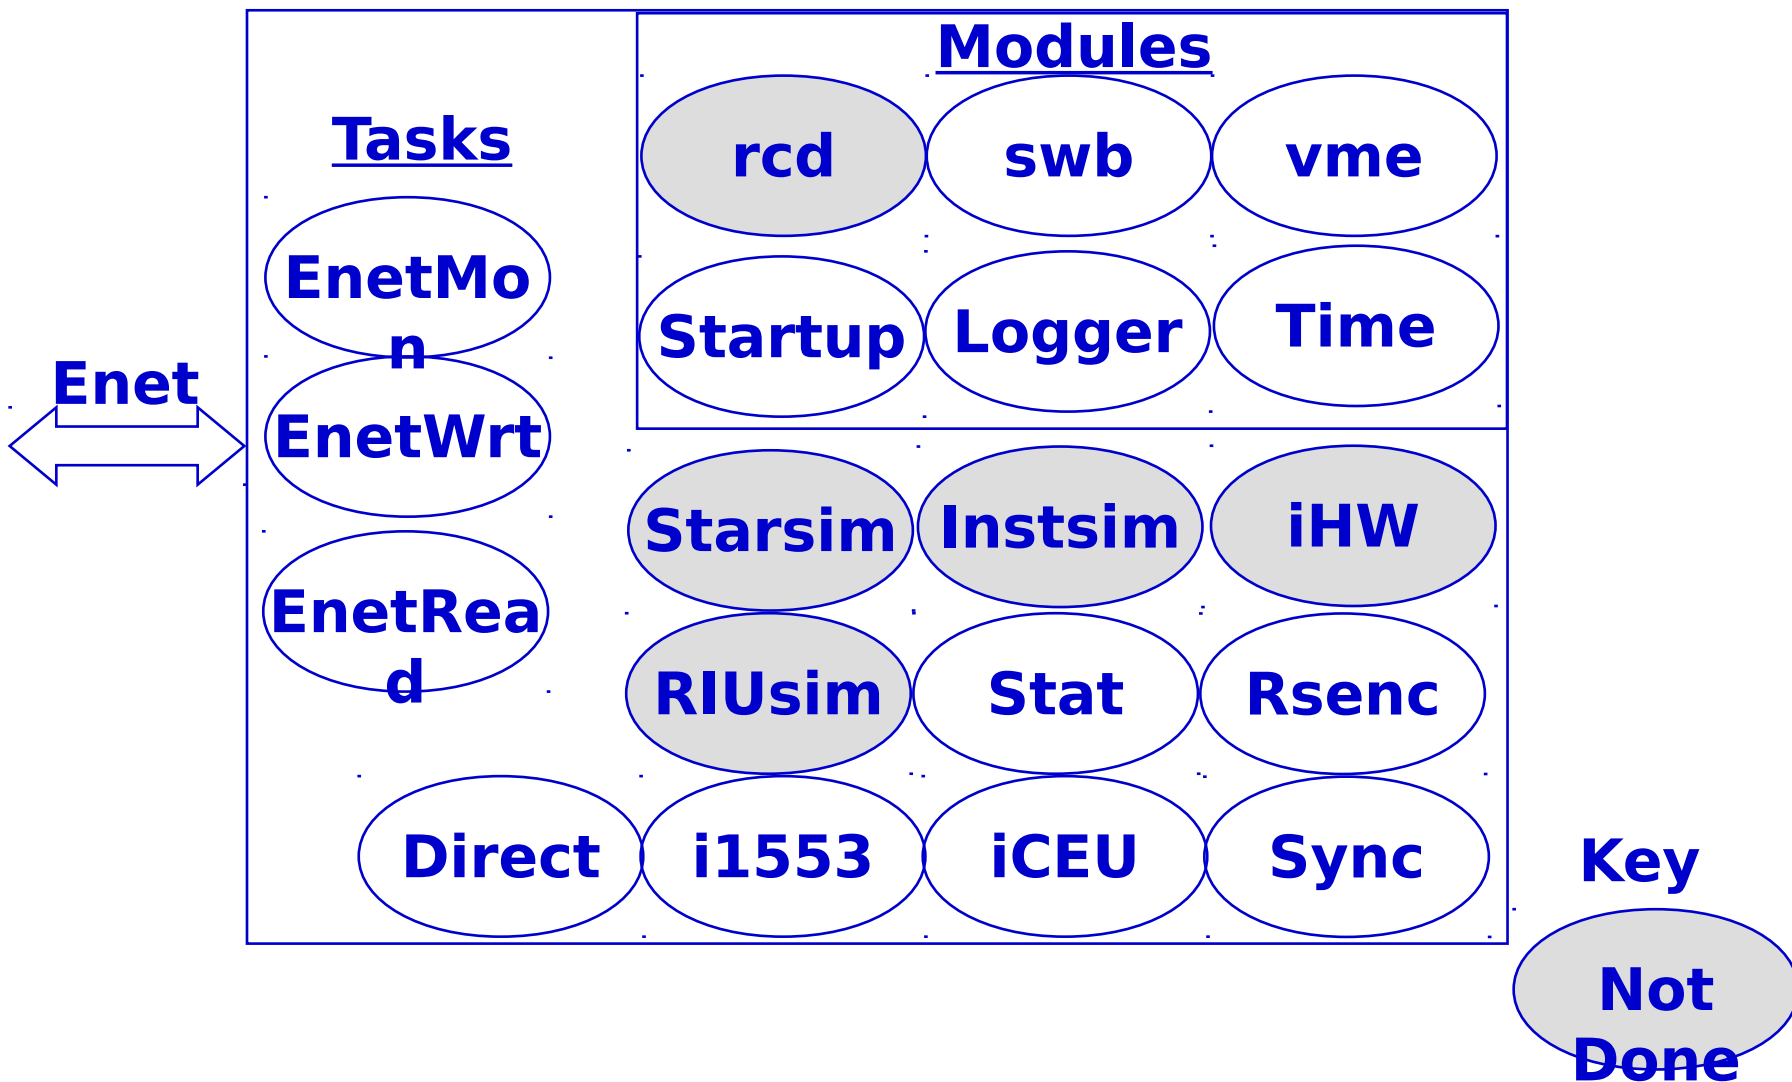 Modules
Tasks
rcd
swb
vme
EnetMo
n
Startup
Logger
Time
Enet
EnetWrt
Starsim
Instsim
iHW
EnetRea
d
RIUsim
Stat
Rsenc
Direct
i1553
iCEU
Sync
Key
Not
Done